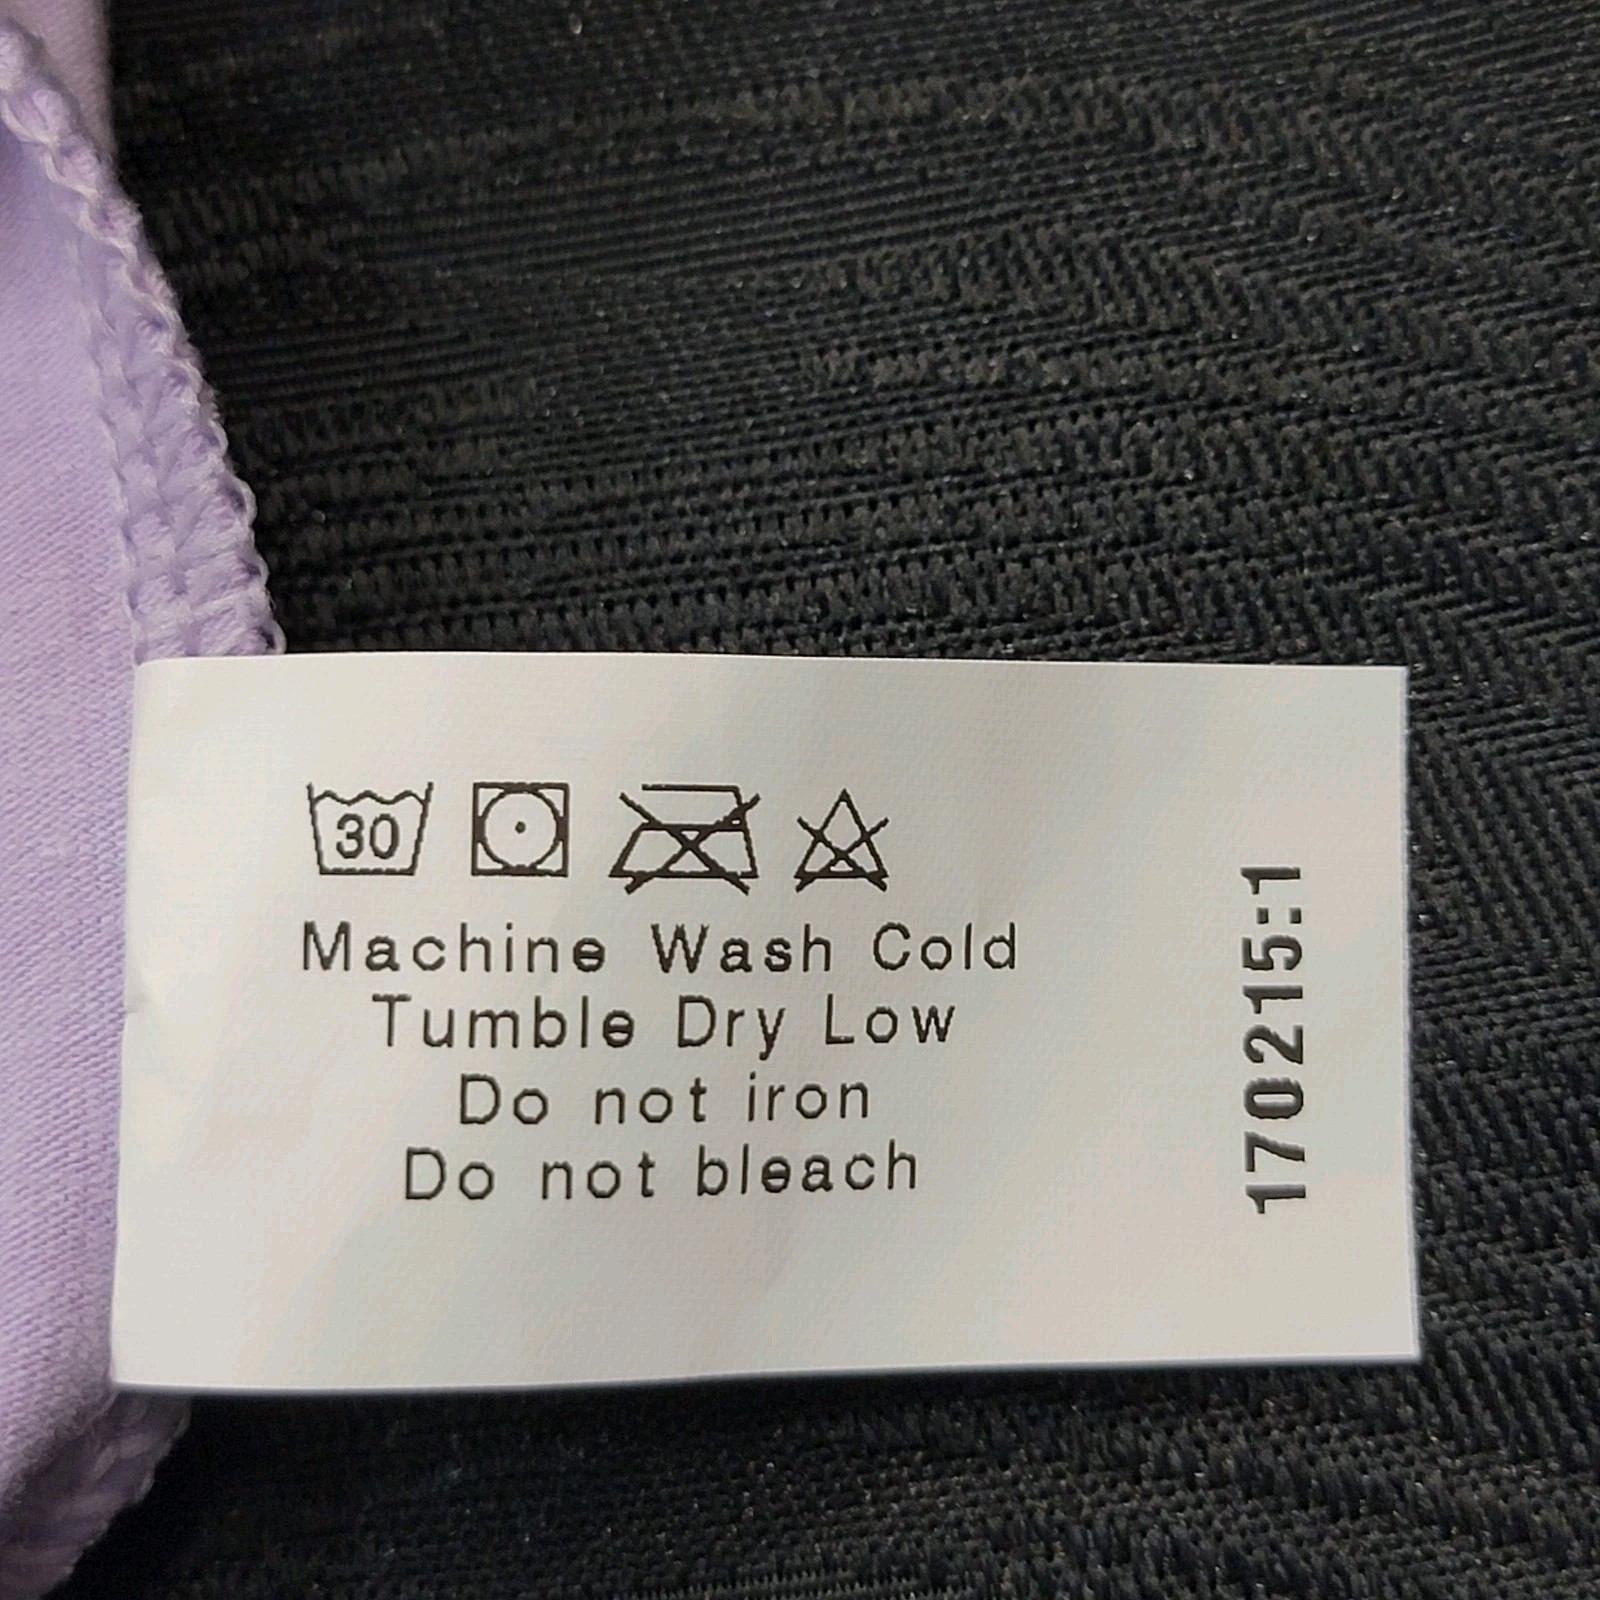 30
Machine Wash Cold
Tumble Dry Low
Do not iron
Do not bleach
170215:1